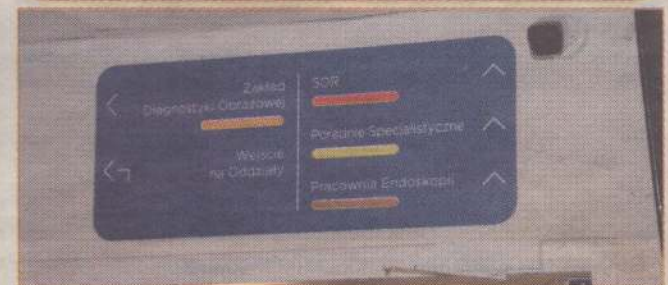 Zakład
Diagnostyki Obrazowej
Wejście
na Oddziały
SOR
Poradnie Specjalistyczne
Pracownia Endoskopii